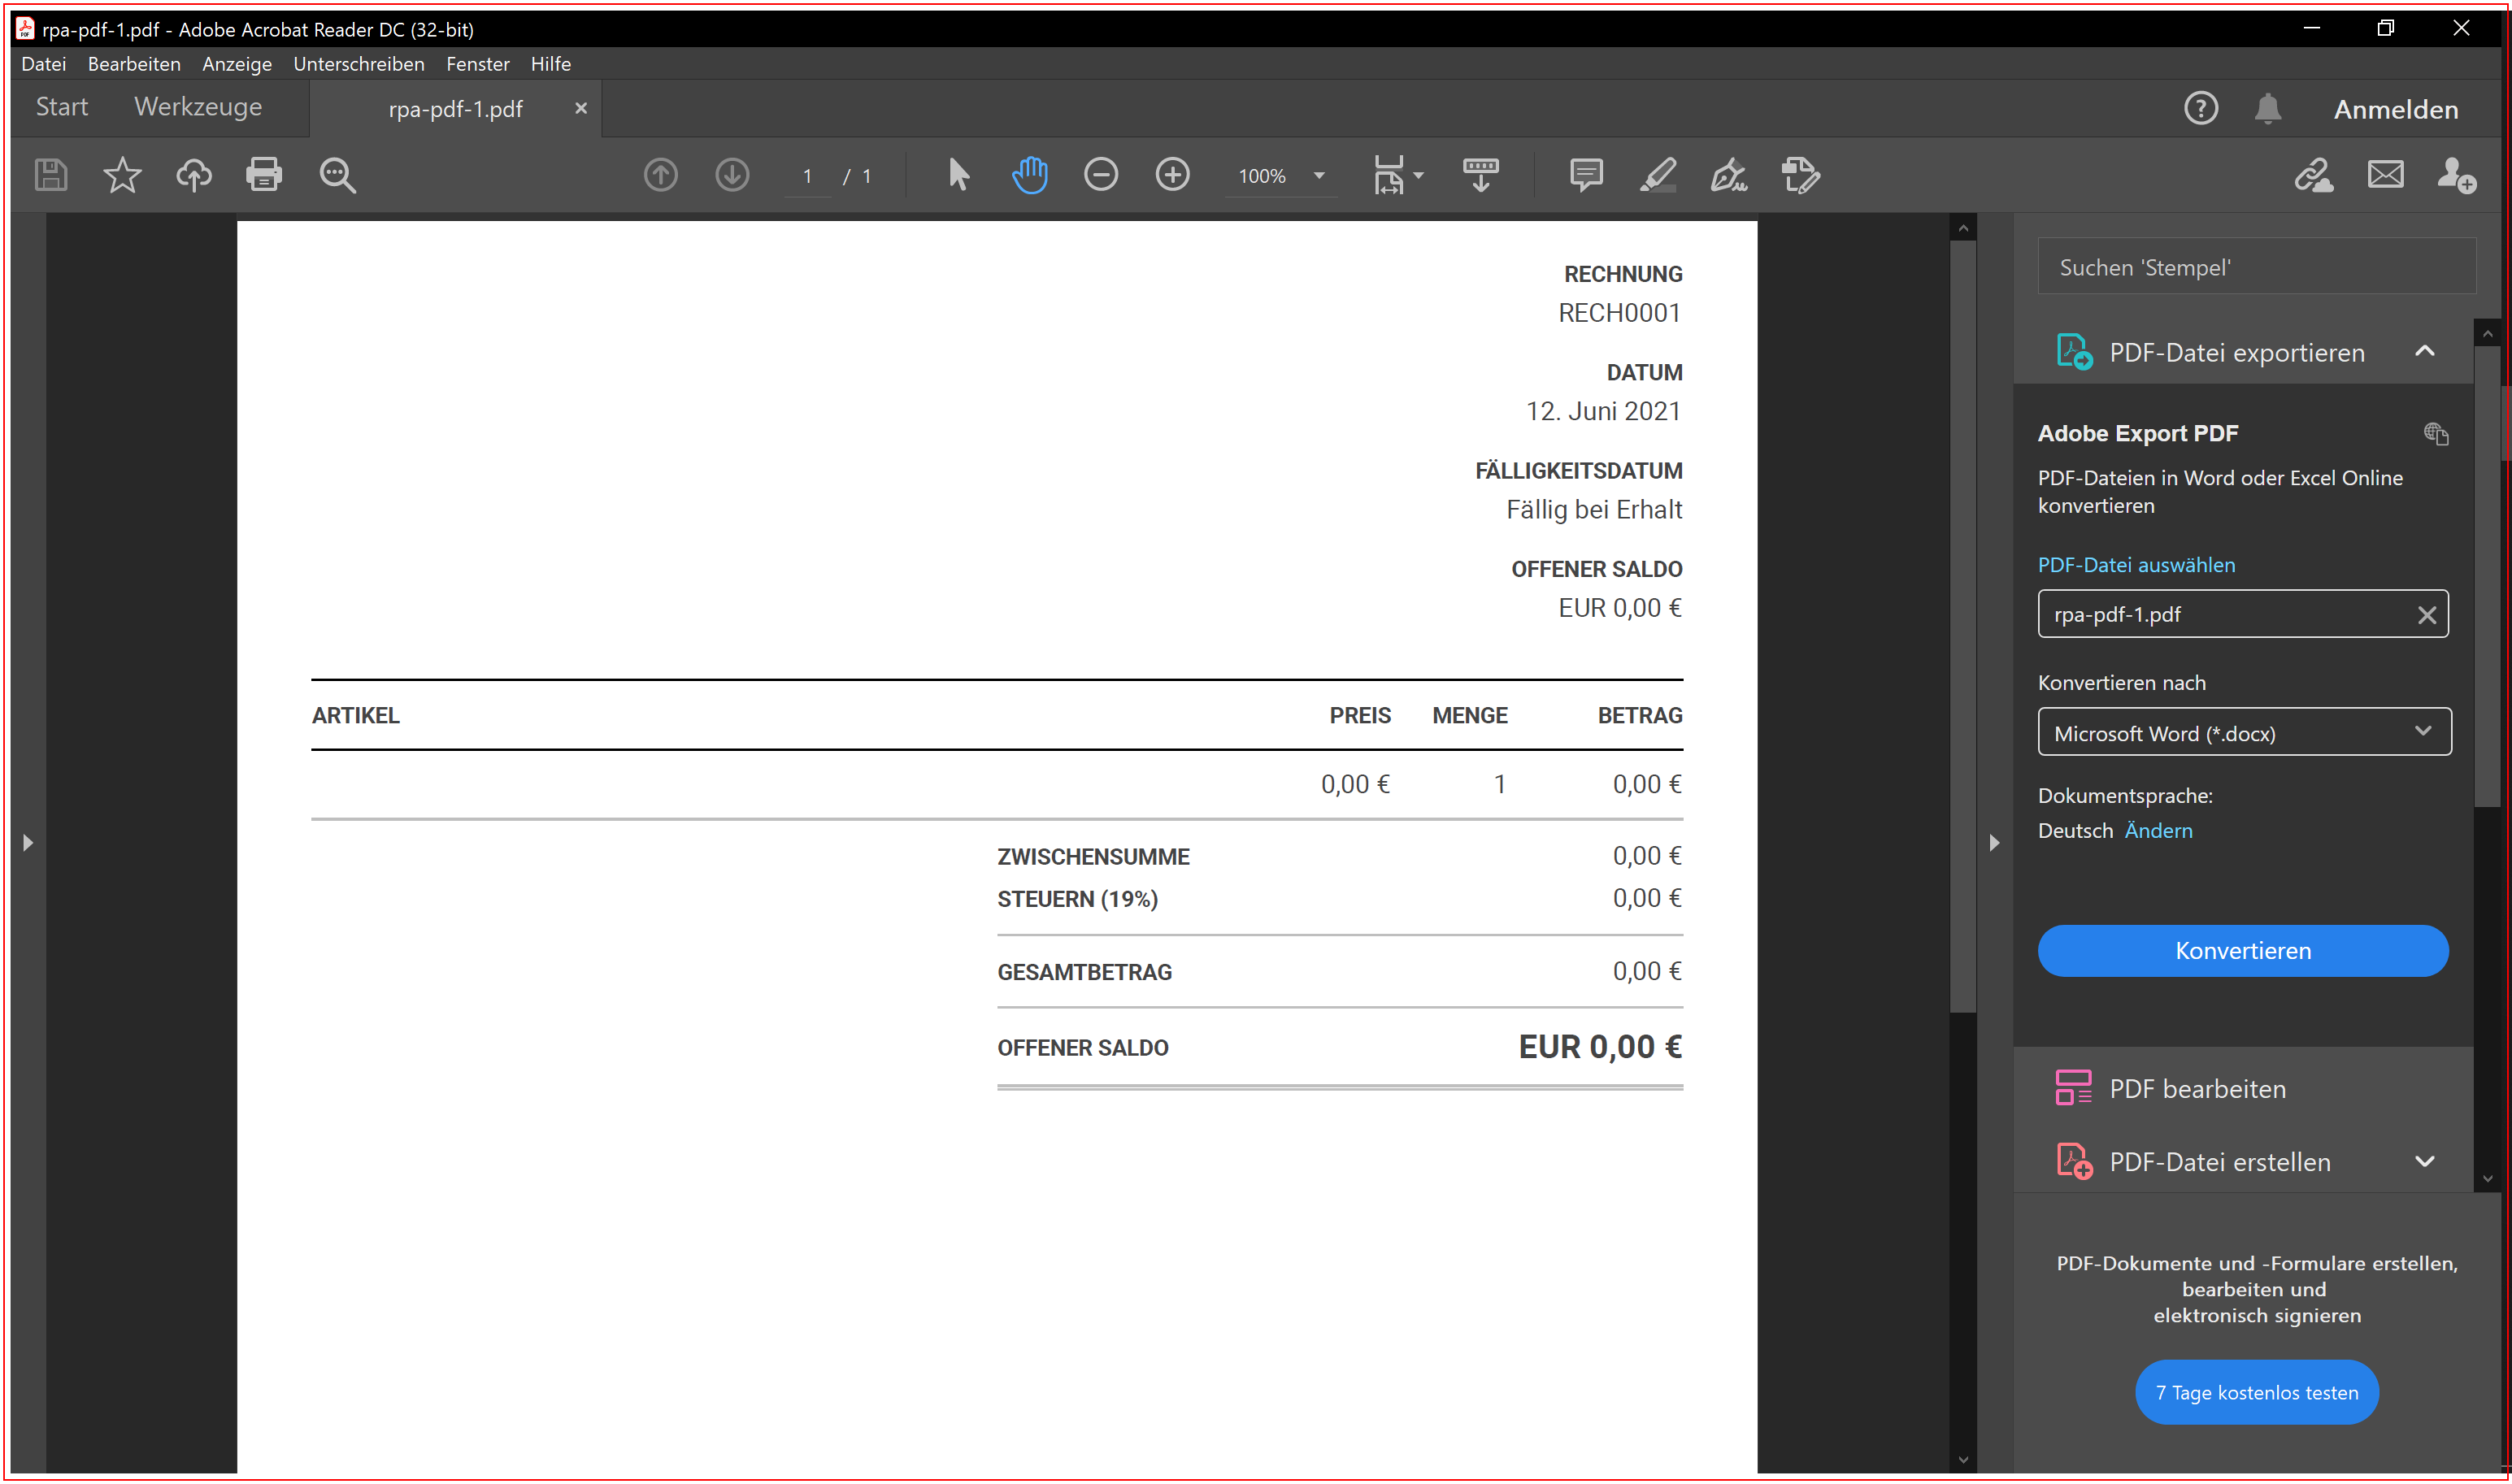 rpa-pdf-1.pdf - Adobe Acrobat Reader DC (32-bit)
Datei Bearbeiten Anzeige Unterschreiben Fenster Hilfe
Start Werkzeuge rpa-pdf-1.pdf Anmelden
1 / 1 100%
RECHNUNG
RECH0001
DATUM
12. Juni 2021
FÄLLIGKEITSDATUM
Fällig bei Erhalt
OFFENER SALDO
EUR 0,00 €
ARTIKEL PREIS MENGE BETRAG
0,00 € 1 0,00 €
ZWISCHENSUMME 0,00 €
STEUERN (19%) 0,00 €
GESAMTBETRAG 0,00 €
OFFENER SALDO EUR 0,00 €
Suchen 'Stempel'
PDF-Datei exportieren
Adobe Export PDF
PDF-Dateien in Word oder Excel Online
konvertieren
PDF-Datei auswählen
rpa-pdf-1.pdf
Konvertieren nach
Microsoft Word (*.docx)
Dokumentsprache:
Deutsch Ändern
Konvertieren
PDF bearbeiten
PDF-Datei erstellen
PDF-Dokumente und -Formulare erstellen,
bearbeiten und
elektronisch signieren
7 Tage kostenlos testen